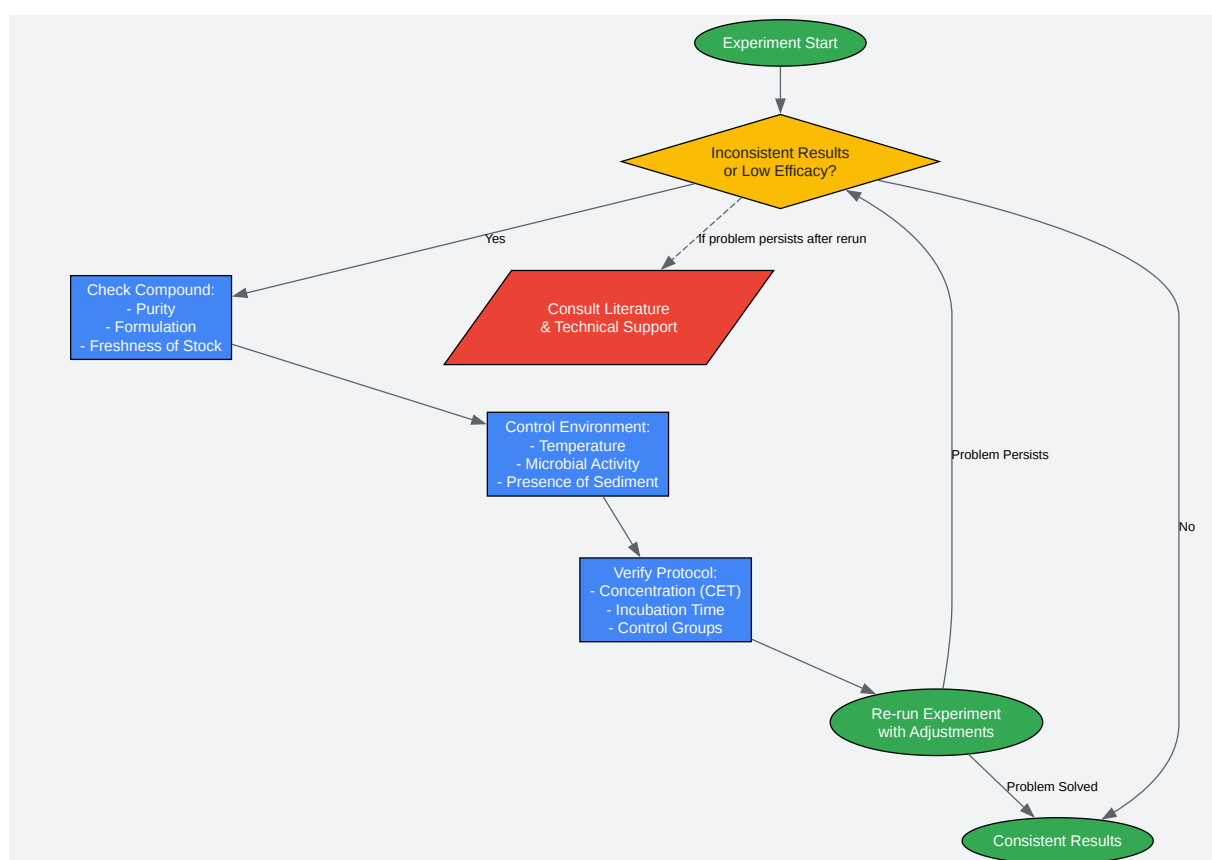 Experiment Start
Inconsistent Results
or Low Efficacy?
Yes
If problem persists after rerun
Check Compound:
- Purity
- Formulation
- Freshness of Stock
Consult Literature
& Technical Support
Control Environment:
- Temperature
- Microbial Activity
- Presence of Sediment
Problem Persists
No
Verify Protocol:
- Concentration (CET)
- Incubation Time
- Control Groups
Re-run Experiment
with Adjustments
Problem Solved
Consistent Results